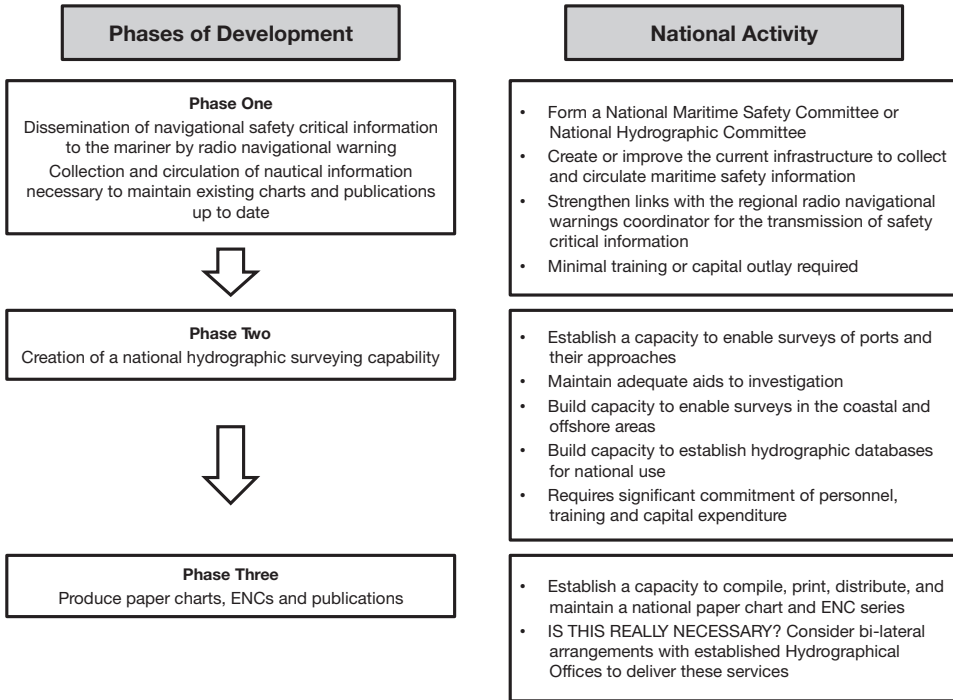 Phases of Development
National Activity
Phase One
Dissemination of navigational safety critical information
to the mariner by radio navigational warning
Collection and circulation of nautical information
necessary to maintain existing charts and publications
up to date
• Form a National Maritime Safety Committee or
National Hydrographic Committee
• Create or improve the current infrastructure to collect
and circulate maritime safety information
• Strengthen links with the regional radio navigational
warnings coordinator for the transmission of safety
critical information
• Minimal training or capital outlay required
Phase Two
Creation of a national hydrographic surveying capability
• Establish a capacity to enable surveys of ports and
their approaches
• Maintain adequate aids to investigation
• Build capacity to enable surveys in the coastal and
offshore areas
• Build capacity to establish hydrographic databases
for national use
• Requires significant commitment of personnel,
training and capital expenditure
Phase Three
Produce paper charts, ENCs and publications
• Establish a capacity to compile, print, distribute, and
maintain a national paper chart and ENC series
• IS THIS REALLY NECESSARY? Consider bi-lateral
arrangements with established Hydrographical
Offices to deliver these services